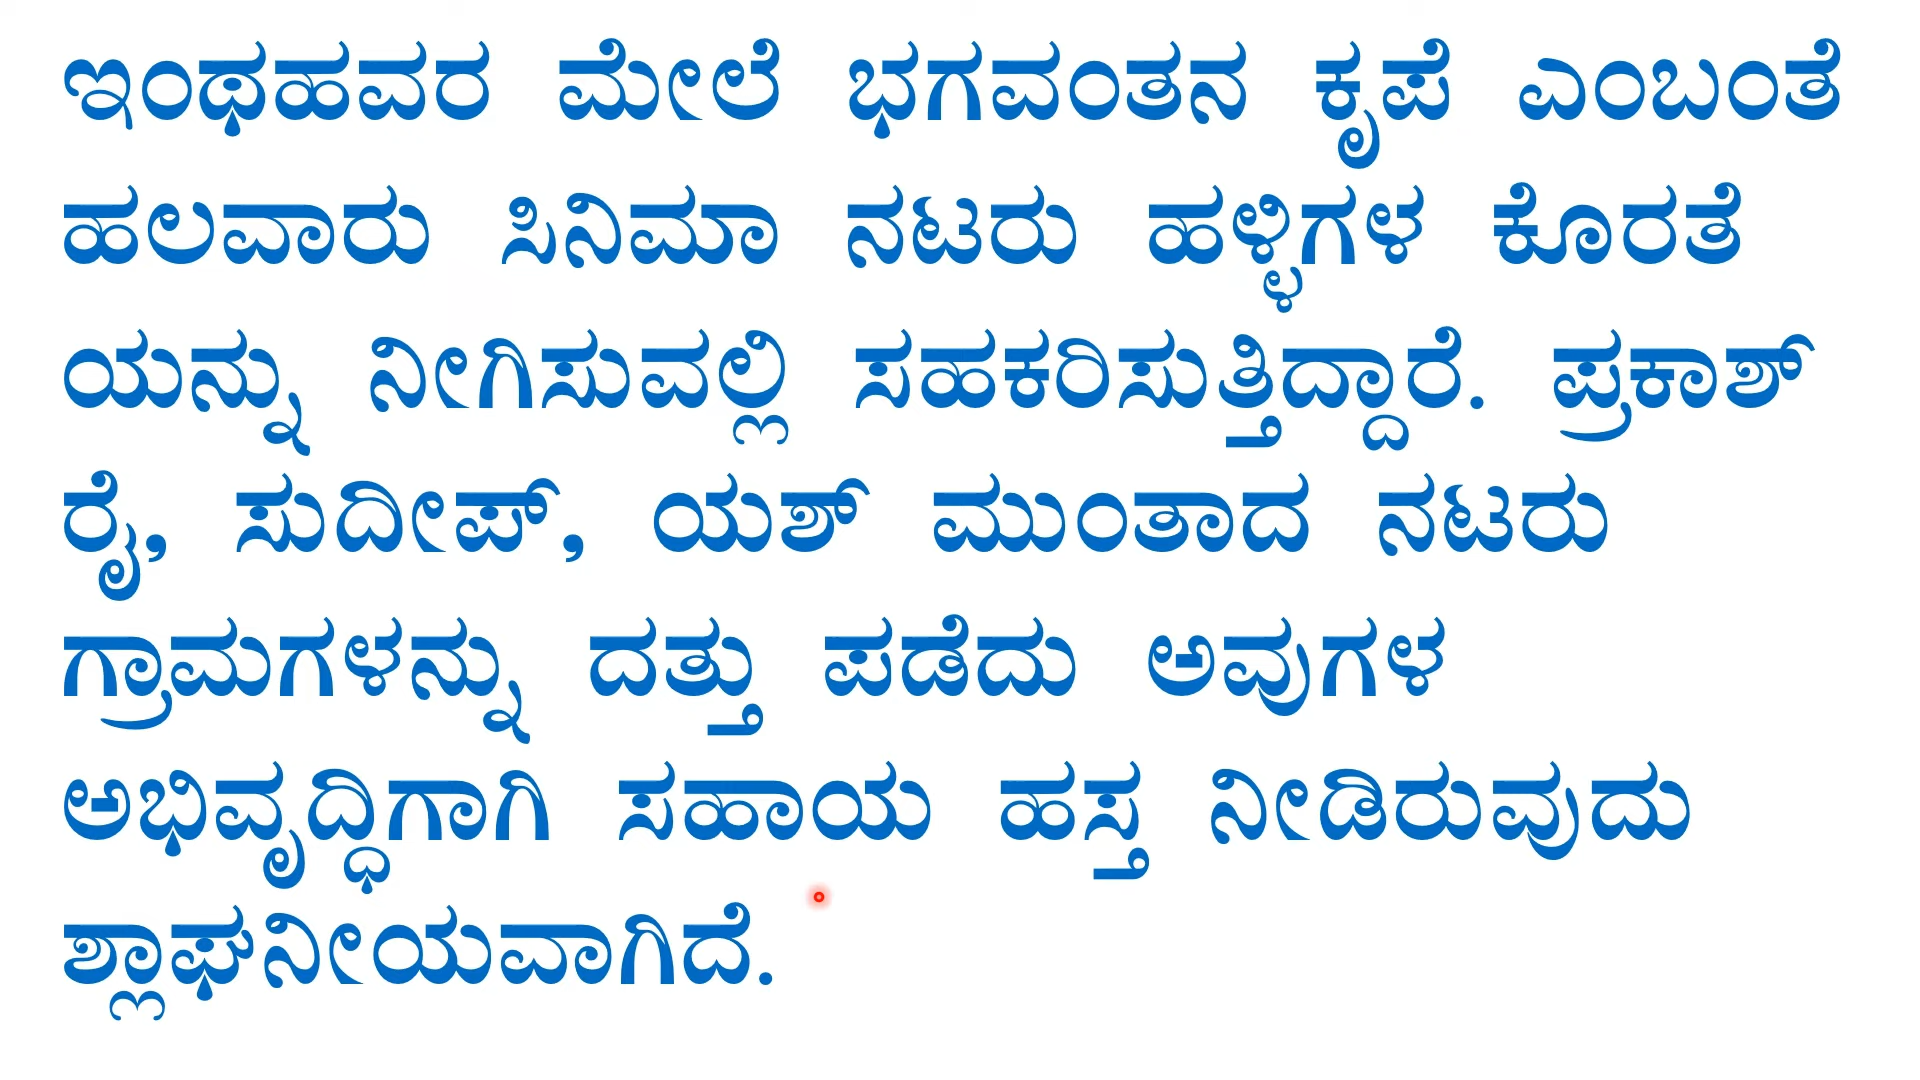 ಇಂಥಹವರ ಮೇಲೆ ಭಗವಂತನ ಕೃಪೆ ಎಂಬಂತೆ
ಹಲವಾರು ಸಿನಿಮಾ ನಟರು ಹಳ್ಳಿಗಳ ಕೊರತೆ
ಯನ್ನು ನೀಗಿಸುವಲ್ಲಿ ಸಹಕರಿಸುತ್ತಿದ್ದಾರೆ. ಪ್ರಕಾಶ್
ರೈ, ಸುದೀಪ್, ಯಶ್ ಮುಂತಾದ ನಟರು
ಗ್ರಾಮಗಳನ್ನು ದತ್ತು ಪಡೆದು ಅವುಗಳ
ಅಭಿವೃದ್ಧಿಗಾಗಿ ಸಹಾಯ ಹಸ್ತ ನೀಡಿರುವುದು
ಶ್ಲಾಘನೀಯವಾಗಿದೆ.